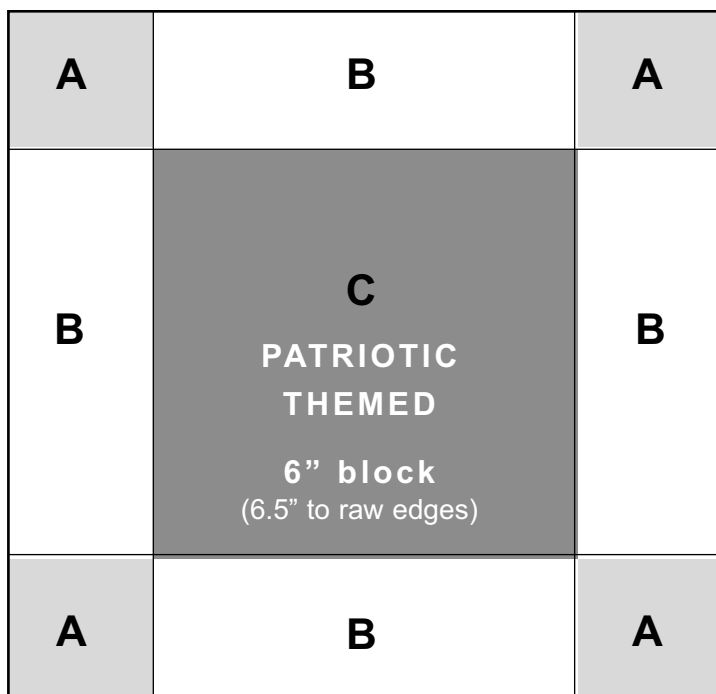 A B A
C
B PATRIOTIC B
THEMED
6” block
(6.5” to raw edges)
A B A